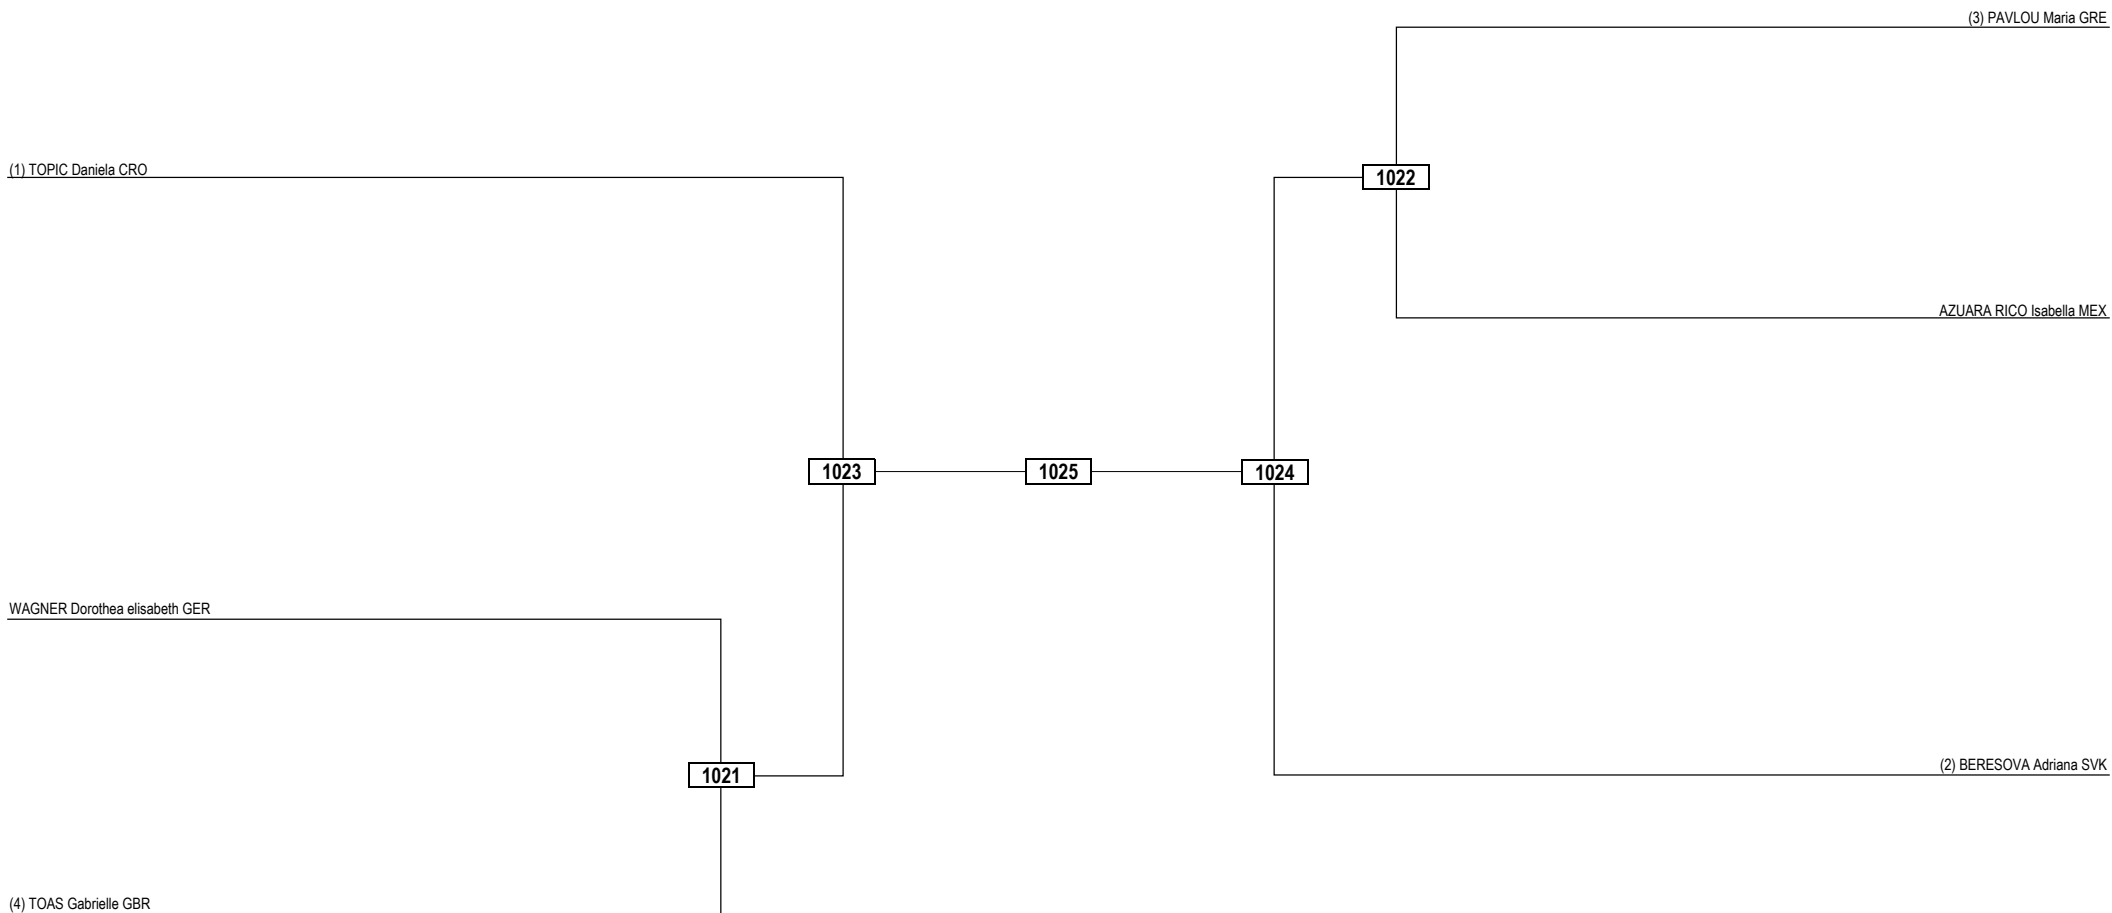 (3) PAVLOU Maria GRE
(1) TOPIC Daniela CRO
1022
AZUARA RICO Isabella MEX
1023
1025
1024
WAGNER Dorothea elisabeth GER
1021
(2) BERESOVA Adriana SVK
(4) TOAS Gabrielle GBR